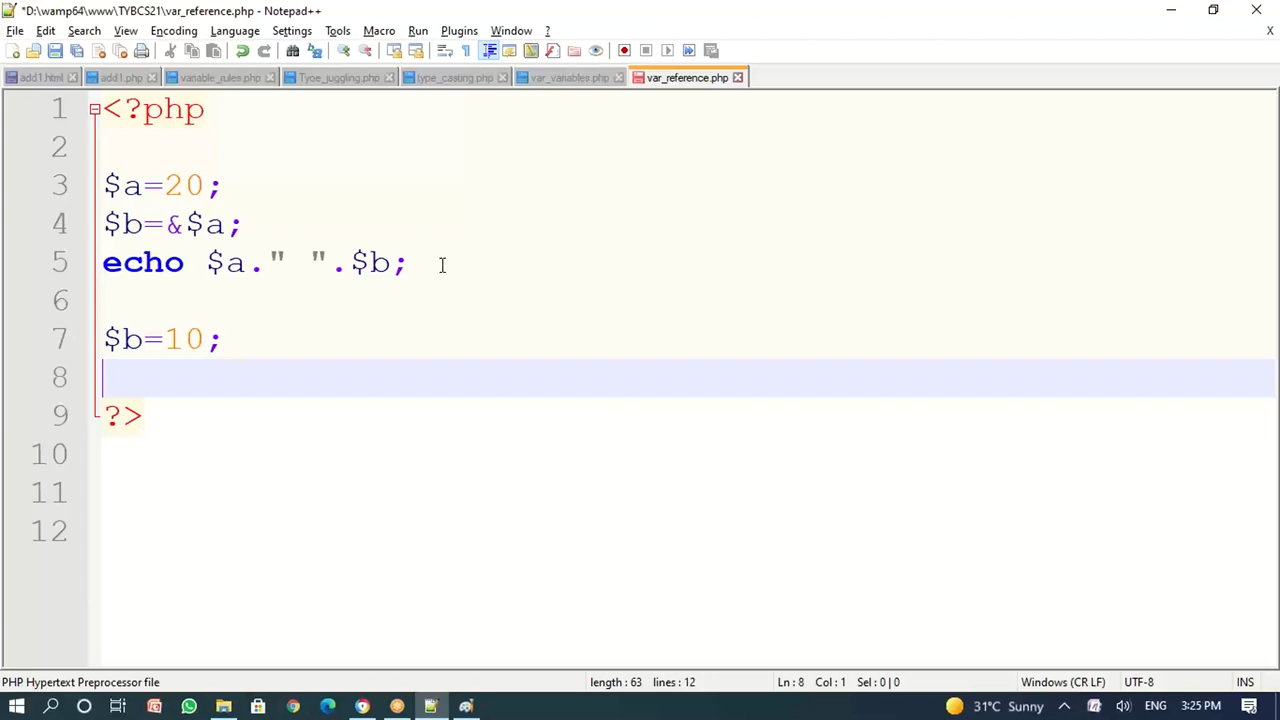 *D:\wamp64\www\TYBCS21\var_reference.php - Notepad++
File Edit Search View Encoding Language Settings Tools Macro Run Plugins Window ? X
add1.html add1.php variable_rules.php Tyoe_juggling.php type_casting.php var_variables.php var_reference.php
1 <?php
2
3 $a=20;
4 $b=&$a;
5 echo $a." ".$b;
6
7 $b=10;
8
9 ?>
10
11
12
PHP Hypertext Preprocessor file length : 63 lines : 12 Ln : 8 Col : 1 Sel : 0 | 0 Windows (CR LF) UTF-8 INS
31°C Sunny ENG 3:25 PM